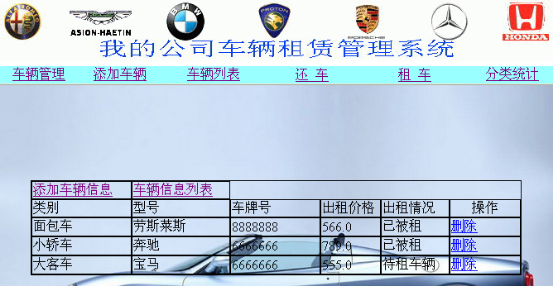 ASION-HAETIN
BMW
PROTON
PORSCHE
HONDA
我的公司车辆租赁管理系统
车辆管理 添加车辆 车辆列表 还 车 租 车 分类统计
添加车辆信息 车辆信息列表
类别 型号 车牌号 出租价格 出租情况 操作
面包车 劳斯莱斯 8888888 566.0 已被租 删除
小轿车 奔驰 6666666 789.0 已被租 删除
大客车 宝马 6666666 555.0 待租车辆 删除